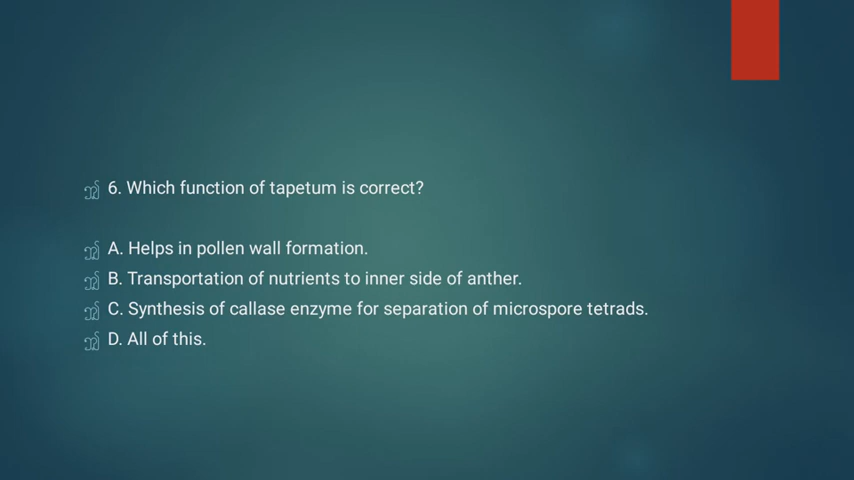 6. Which function of tapetum is correct?
A. Helps in pollen wall formation.
B. Transportation of nutrients to inner side of anther.
C. Synthesis of callase enzyme for separation of microspore tetrads.
D. All of this.